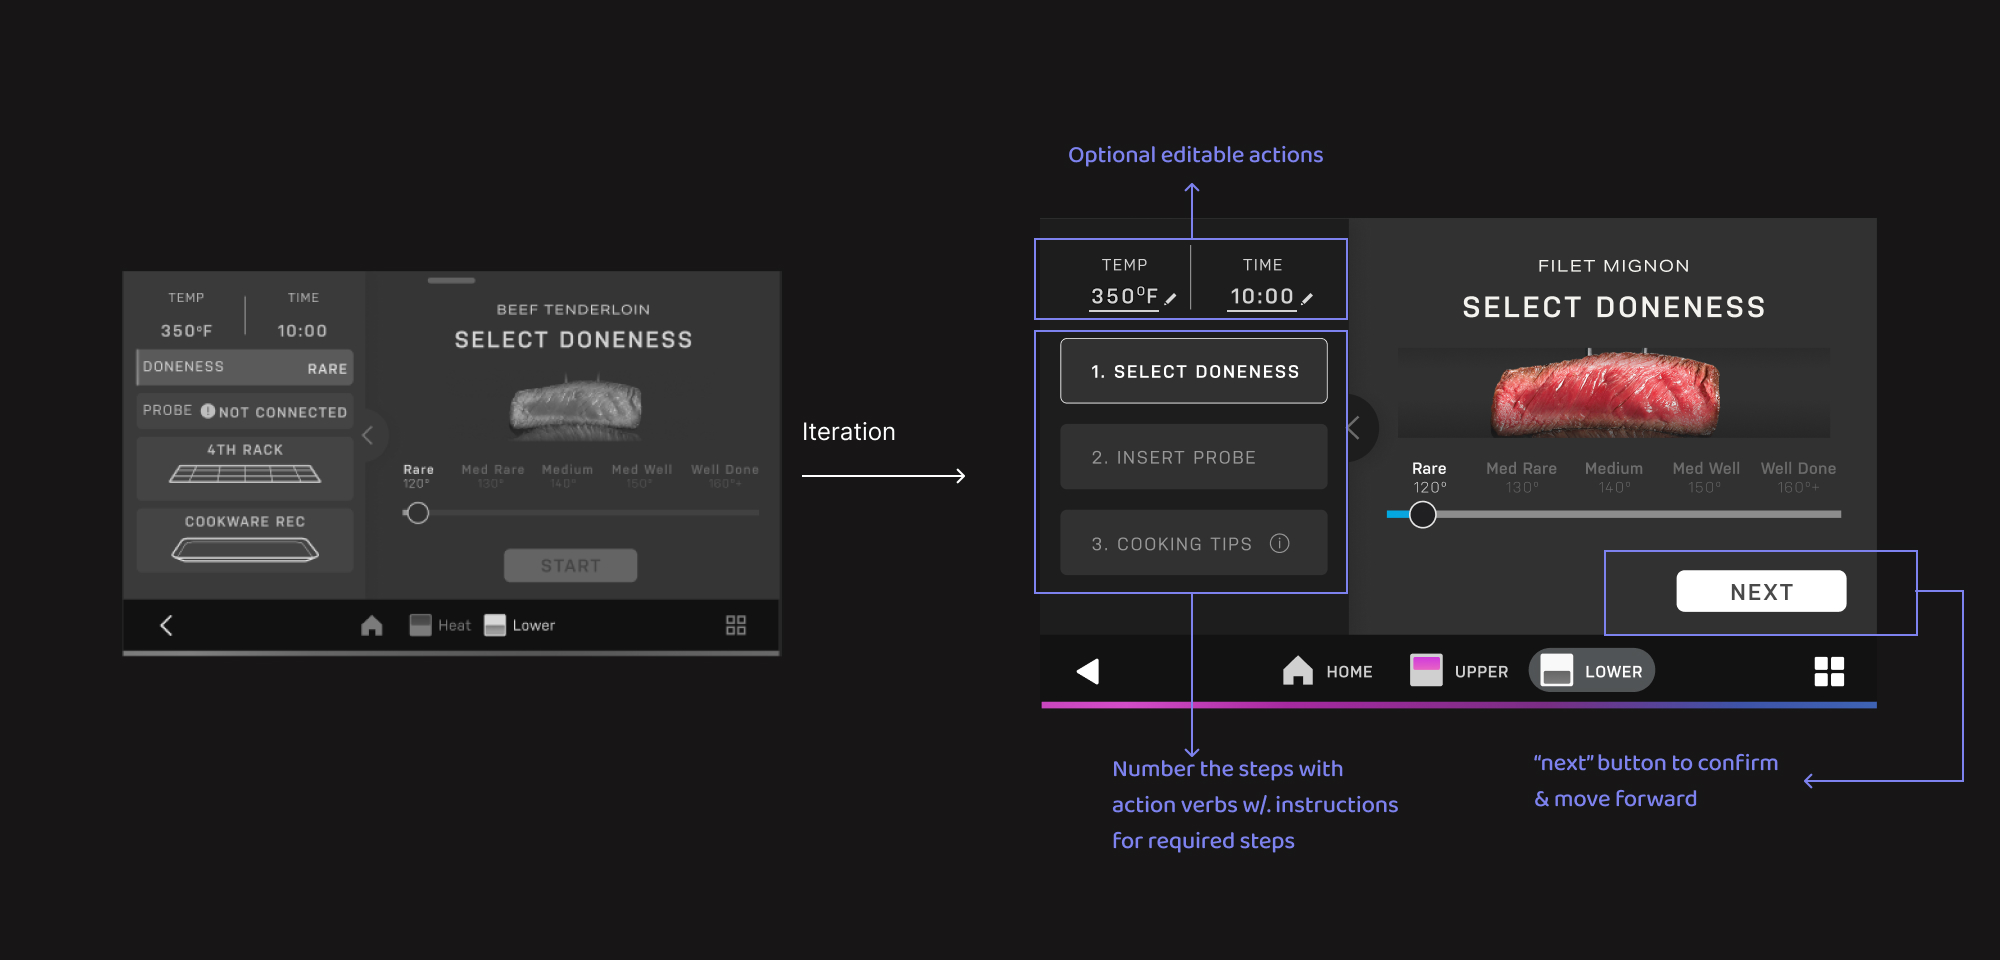 TEMP
TIME
350°F
10:00
DONENESS
RARE
PROBE
NOT CONNECTED
4TH RACK
COOKWARE REC
BEEF TENDERLOIN
SELECT DONENESS
Rare Med Rare Medium Med Well Well Done
120° 130° 140° 150° 160°+
START
Heat Lower
Iteration
Optional editable actions
TEMP
TIME
350°F
10:00
1. SELECT DONENESS
2. INSERT PROBE
3. COOKING TIPS
FILET MIGNON
SELECT DONENESS
Rare Med Rare Medium Med Well Well Done
120° 130° 140° 150° 160°+
NEXT
HOME UPPER LOWER
Number the steps with
action verbs w/. instructions
for required steps
“next” button to confirm
& move forward